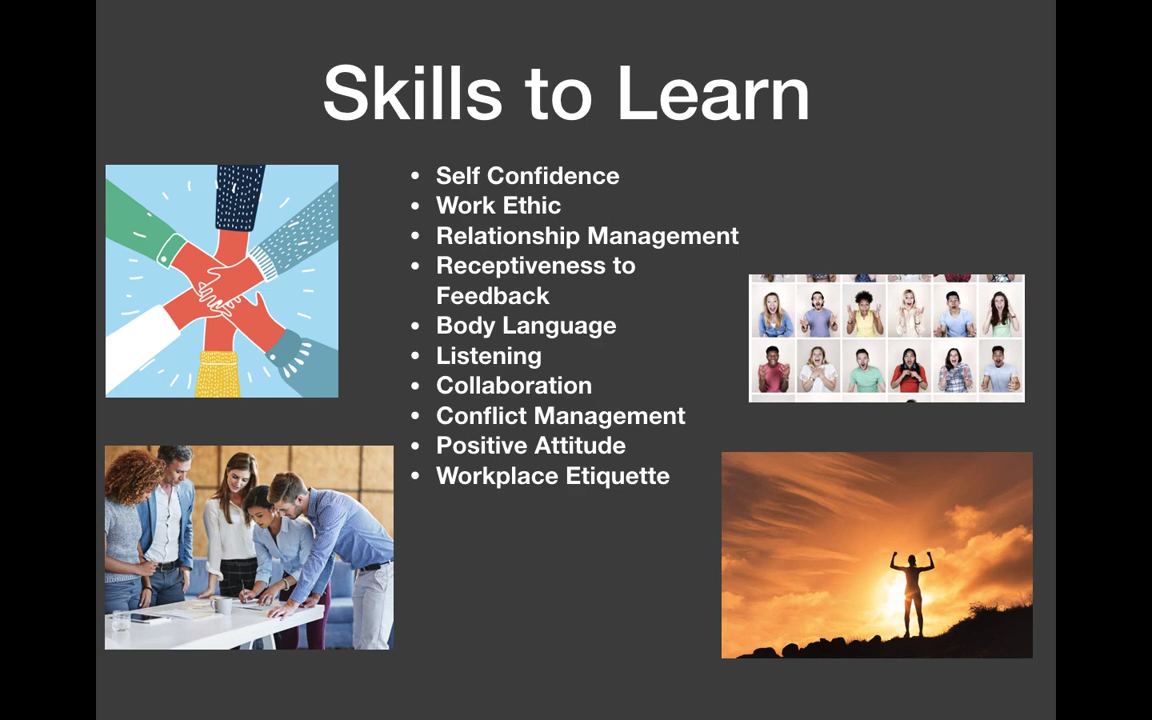 Skills to Learn
• Self Confidence
• Work Ethic
• Relationship Management
• Receptiveness to
Feedback
• Body Language
• Listening
• Collaboration
• Conflict Management
• Positive Attitude
• Workplace Etiquette